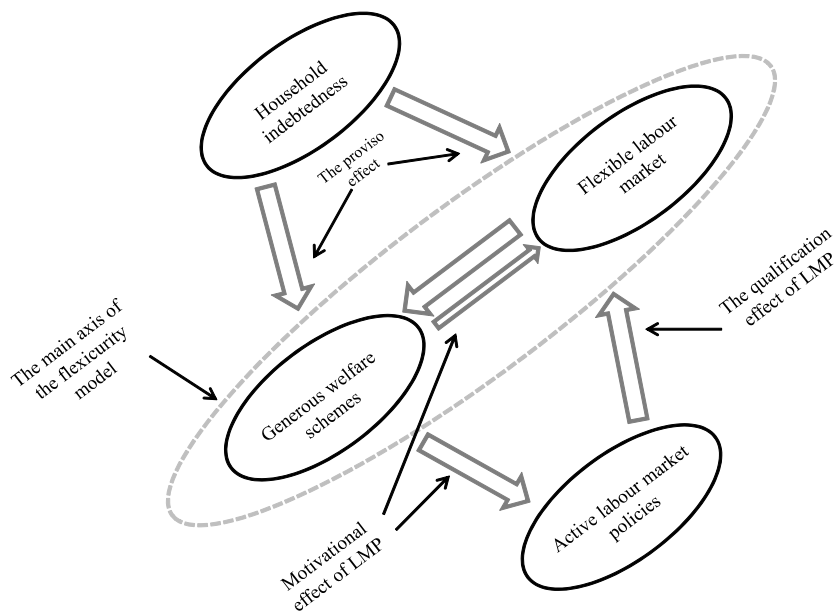 Household
indebtedness
The proviso
effect
Flexible labour
market
The main axis of
the flexicurity
model
Generous welfare
schemes
The qualification
effect of LMP
Motivational
effect of LMP
Active labour market
policies